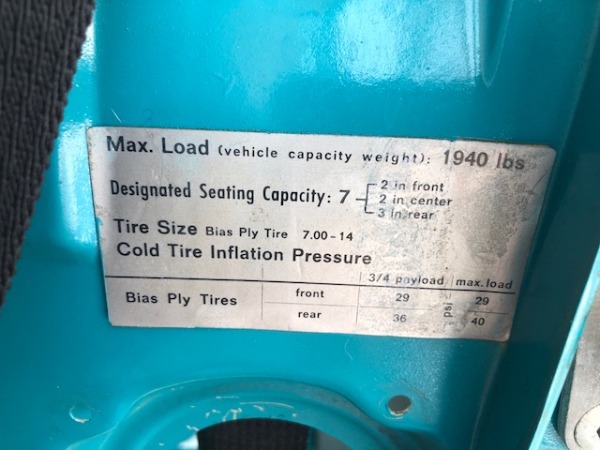 Max. Load (vehicle capacity weight): 1940 lbs
Designated Seating Capacity: 7
2 in front
2 in center
3 in rear
Tire Size Bias Ply Tire 7.00-14
Cold Tire Inflation Pressure
3/4 payload max. load
Bias Ply Tires front 29 psi 29
rear 36 40